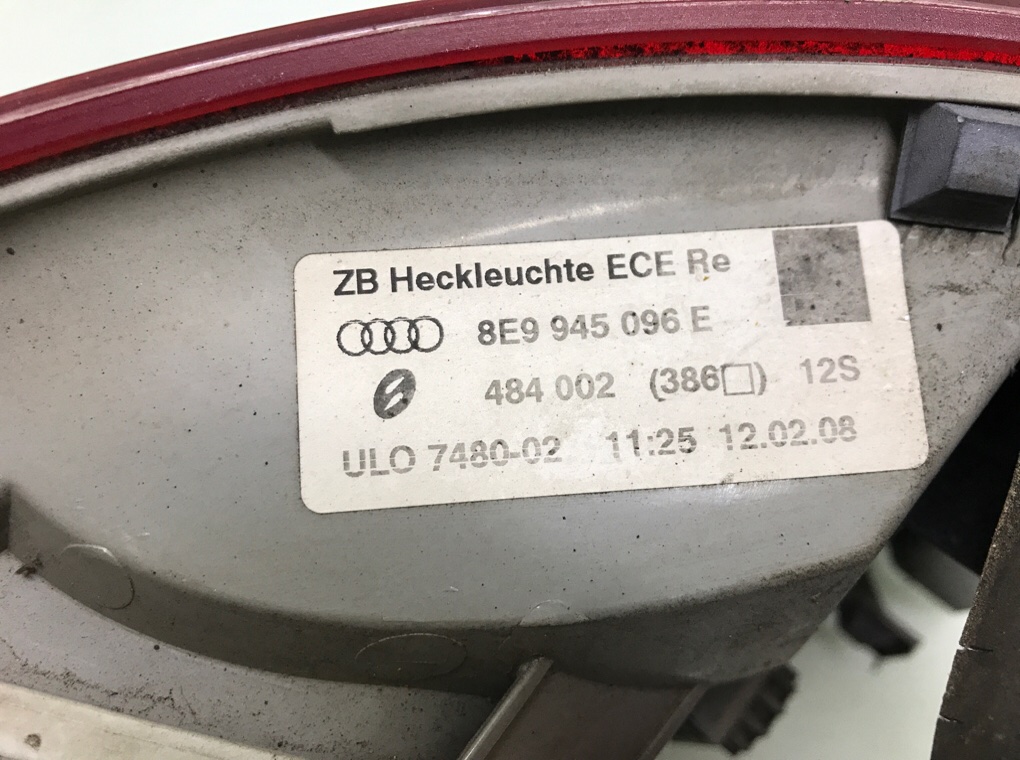 ZB Heckleuchte ECE Re
8E9 945 096 E
484 002 (386□) 12S
ULO 7480-02 11:25 12.02.08